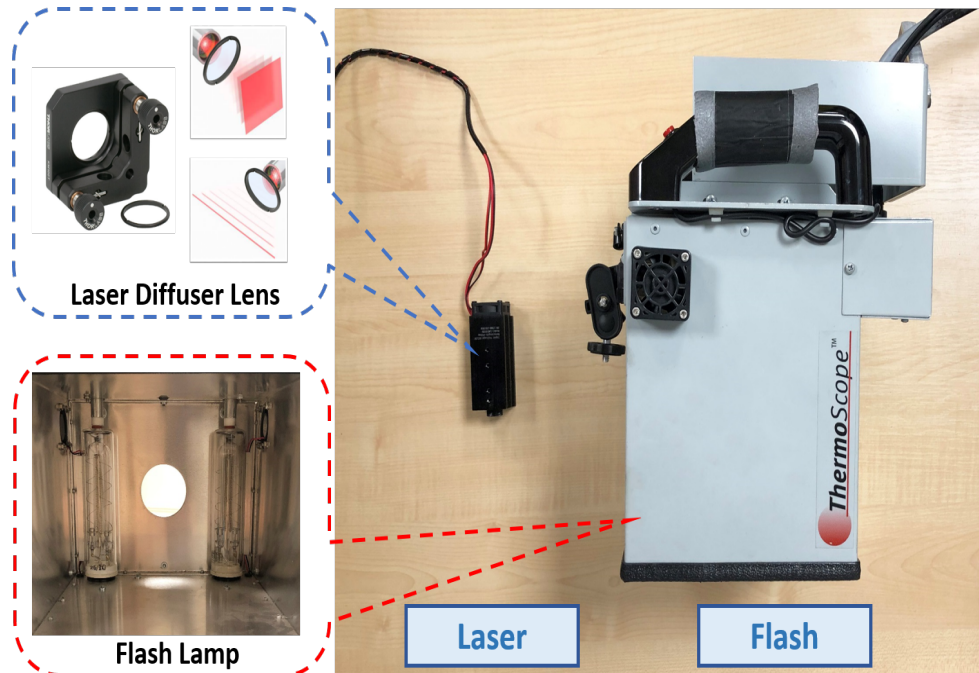 Laser Diffuser Lens
Flash Lamp
ThermoScope™
Laser
Flash